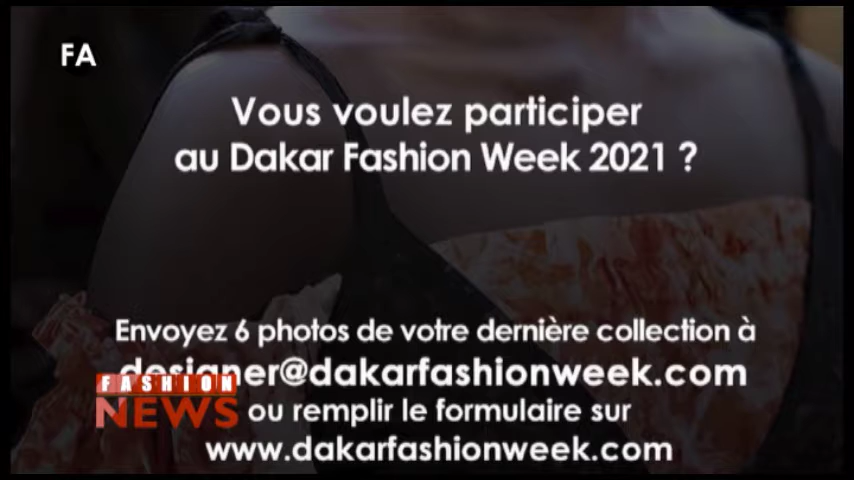 FA
Vous voulez participer
au Dakar Fashion Week 2021 ?
Envoyez 6 photos de votre dernière collection à
designer@dakarfashionweek.com
FASHION
NEWS
ou remplir le formulaire sur
www.dakarfashionweek.com